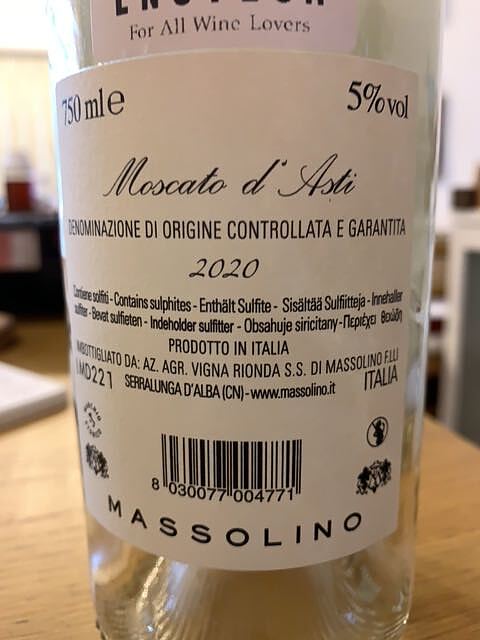 For All Wine Lovers
750 ml e
5% vol
Moscato d'Asti
DENOMINAZIONE DI ORIGINE CONTROLLATA E GARANTITA
2020
Contiene solfiti - Contains sulphites - Enthält Sulfite - Sisältää Sulfiitteja - Innehaller
sulfiter - Bevat sulfieten - Indeholder sulfitter - Obsahuje siricitany - Περιέχει θειώδη
PRODOTTO IN ITALIA
IMBOTTIGLIATO DA: AZ. AGR. VIGNA RIONDA S.S. DI MASSOLINO F.LLI
LMD221
SERRALUNGA D'ALBA (CN) - www.massolino.it
ITALIA
8 030077 004771
MASSOLINO